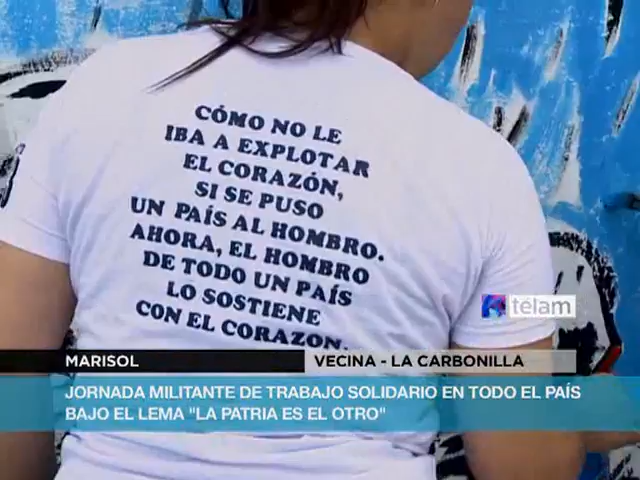 CÓMO NO LE
IBA A EXPLOTAR
EL CORAZÓN,
SI SE PUSO
UN PAÍS AL HOMBRO.
AHORA, EL HOMBRO
DE TODO UN PAÍS
LO SOSTIENE
CON EL CORAZON.
télam
MARISOL
VECINA - LA CARBONILLA
JORNADA MILITANTE DE TRABAJO SOLIDARIO EN TODO EL PAÍS
BAJO EL LEMA "LA PATRIA ES EL OTRO"